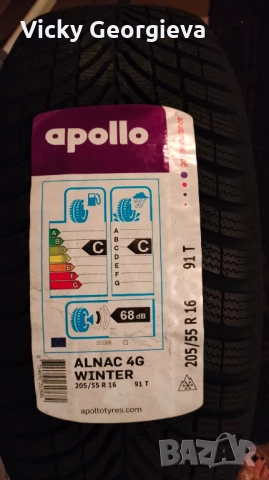 Vicky Georgieva
apollo
A
B
C
D
E
F
G
C
A
B
C
D
E
F
G
C
68 dB
ALNAC 4G
WINTER
205/55 R 16 91 T
apollotyres.com
205/55 R 16 91 T
bazar